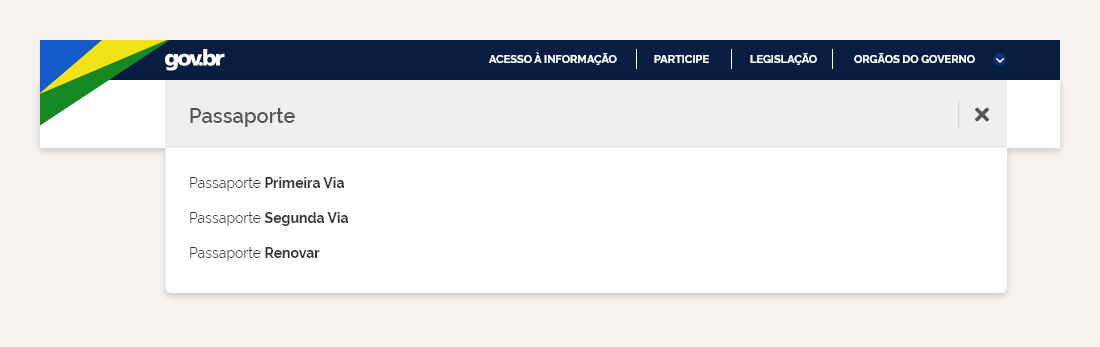 gov.br ACESSO À INFORMAÇÃO PARTICIPE LEGISLAÇÃO ORGÃOS DO GOVERNO
Passaporte
Passaporte Primeira Via
Passaporte Segunda Via
Passaporte Renovar